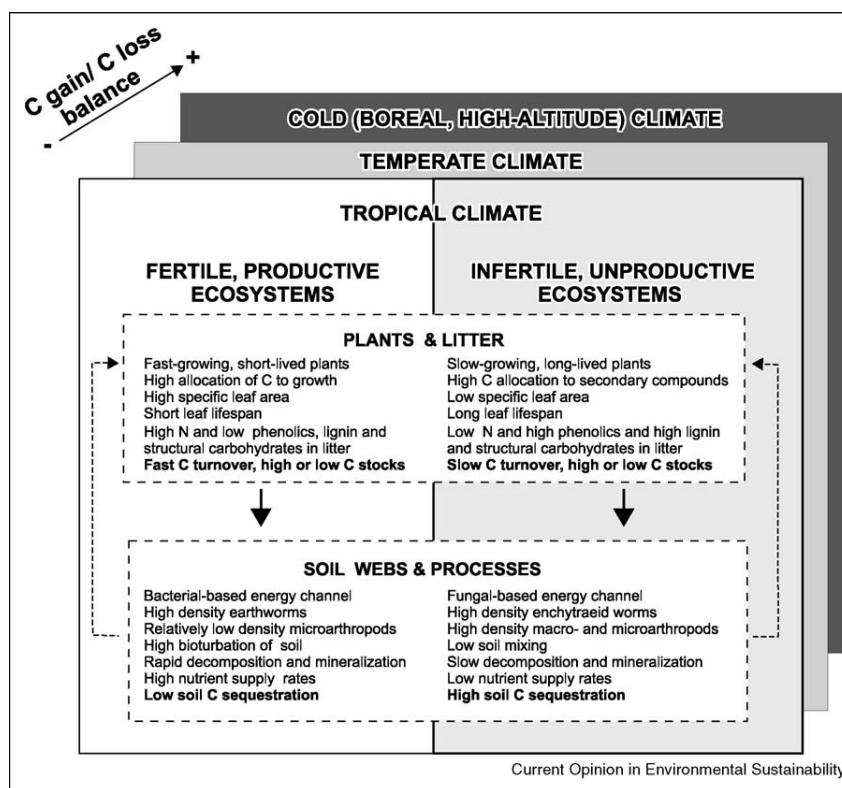 C gain/ C loss
balance
- +
COLD (BOREAL, HIGH-ALTITUDE) CLIMATE
TEMPERATE CLIMATE
TROPICAL CLIMATE
FERTILE, PRODUCTIVE
ECOSYSTEMS
INFERTILE, UNPRODUCTIVE
ECOSYSTEMS
PLANTS & LITTER
Fast-growing, short-lived plants
High allocation of C to growth
High specific leaf area
Short leaf lifespan
High N and low phenolics, lignin and
structural carbohydrates in litter
Fast C turnover, high or low C stocks
Slow-growing, long-lived plants
High C allocation to secondary compounds
Low specific leaf area
Long leaf lifespan
Low N and high phenolics and high lignin
and structural carbohydrates in litter
Slow C turnover, high or low C stocks
SOIL WEBS & PROCESSES
Bacterial-based energy channel
High density earthworms
Relatively low density microarthropods
High bioturbation of soil
Rapid decomposition and mineralization
High nutrient supply rates
Low soil C sequestration
Fungal-based energy channel
High density enchytraeid worms
High density macro- and microarthropods
Low soil mixing
Slow decomposition and mineralization
Low nutrient supply rates
High soil C sequestration
Current Opinion in Environmental Sustainability